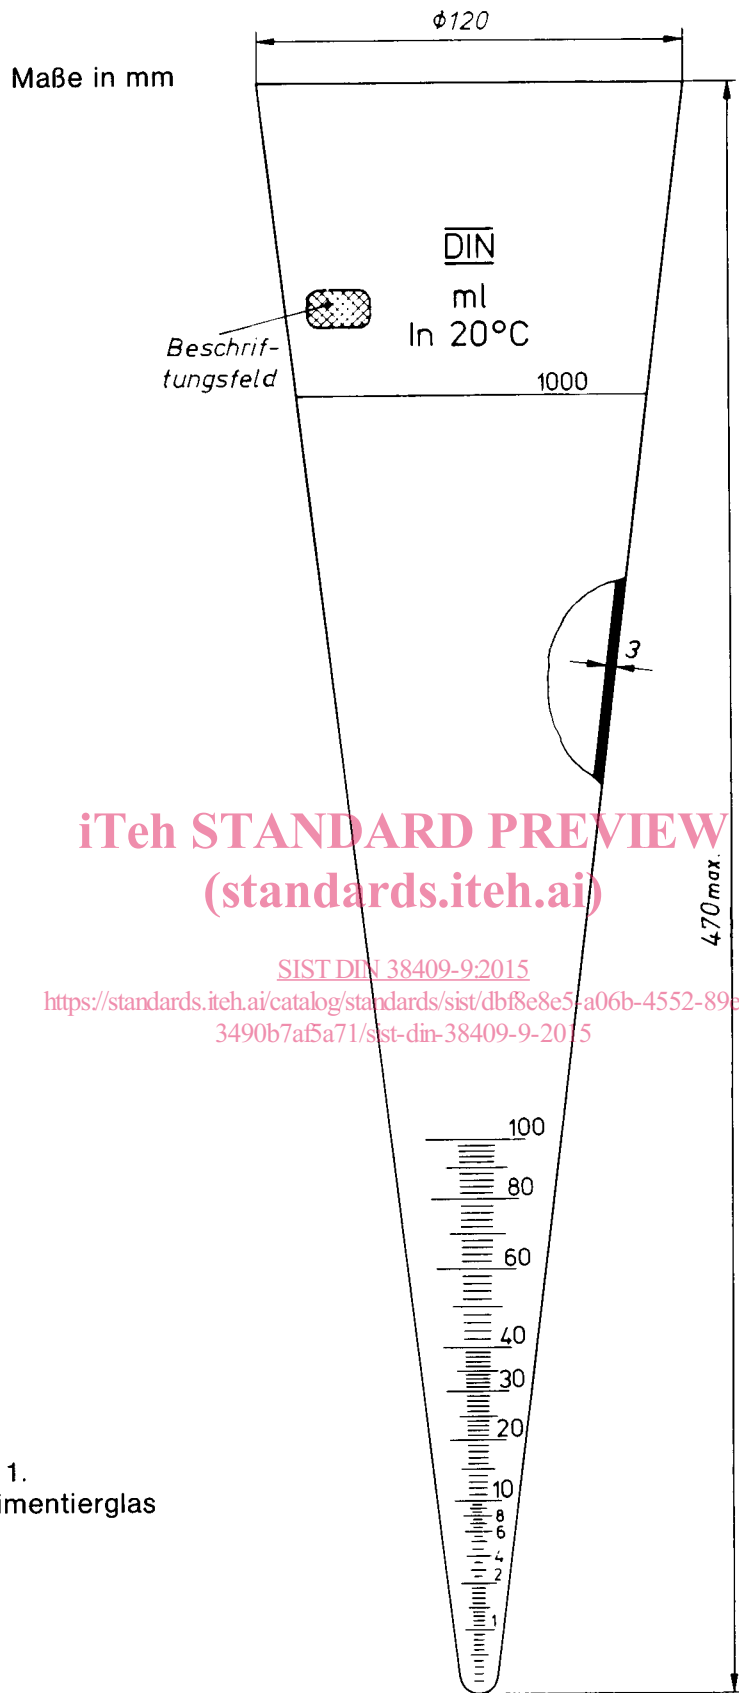 ϕ120
Maße in mm
DIN
ml
In 20°C
Beschrif-
tungsfeld
1000
3
iTeh STANDARD PREVIEW
(standards.iteh.ai)
470 max.
SIST DIN 38409-9:2015
https://standards.iteh.ai/catalog/standards/sist/dbf8e8e5-a06b-4552-89e
3490b7af5a71/sist-din-38409-9-2015
100
80
60
40
30
20
10
8
6
4
2
1
1.
imentierglas